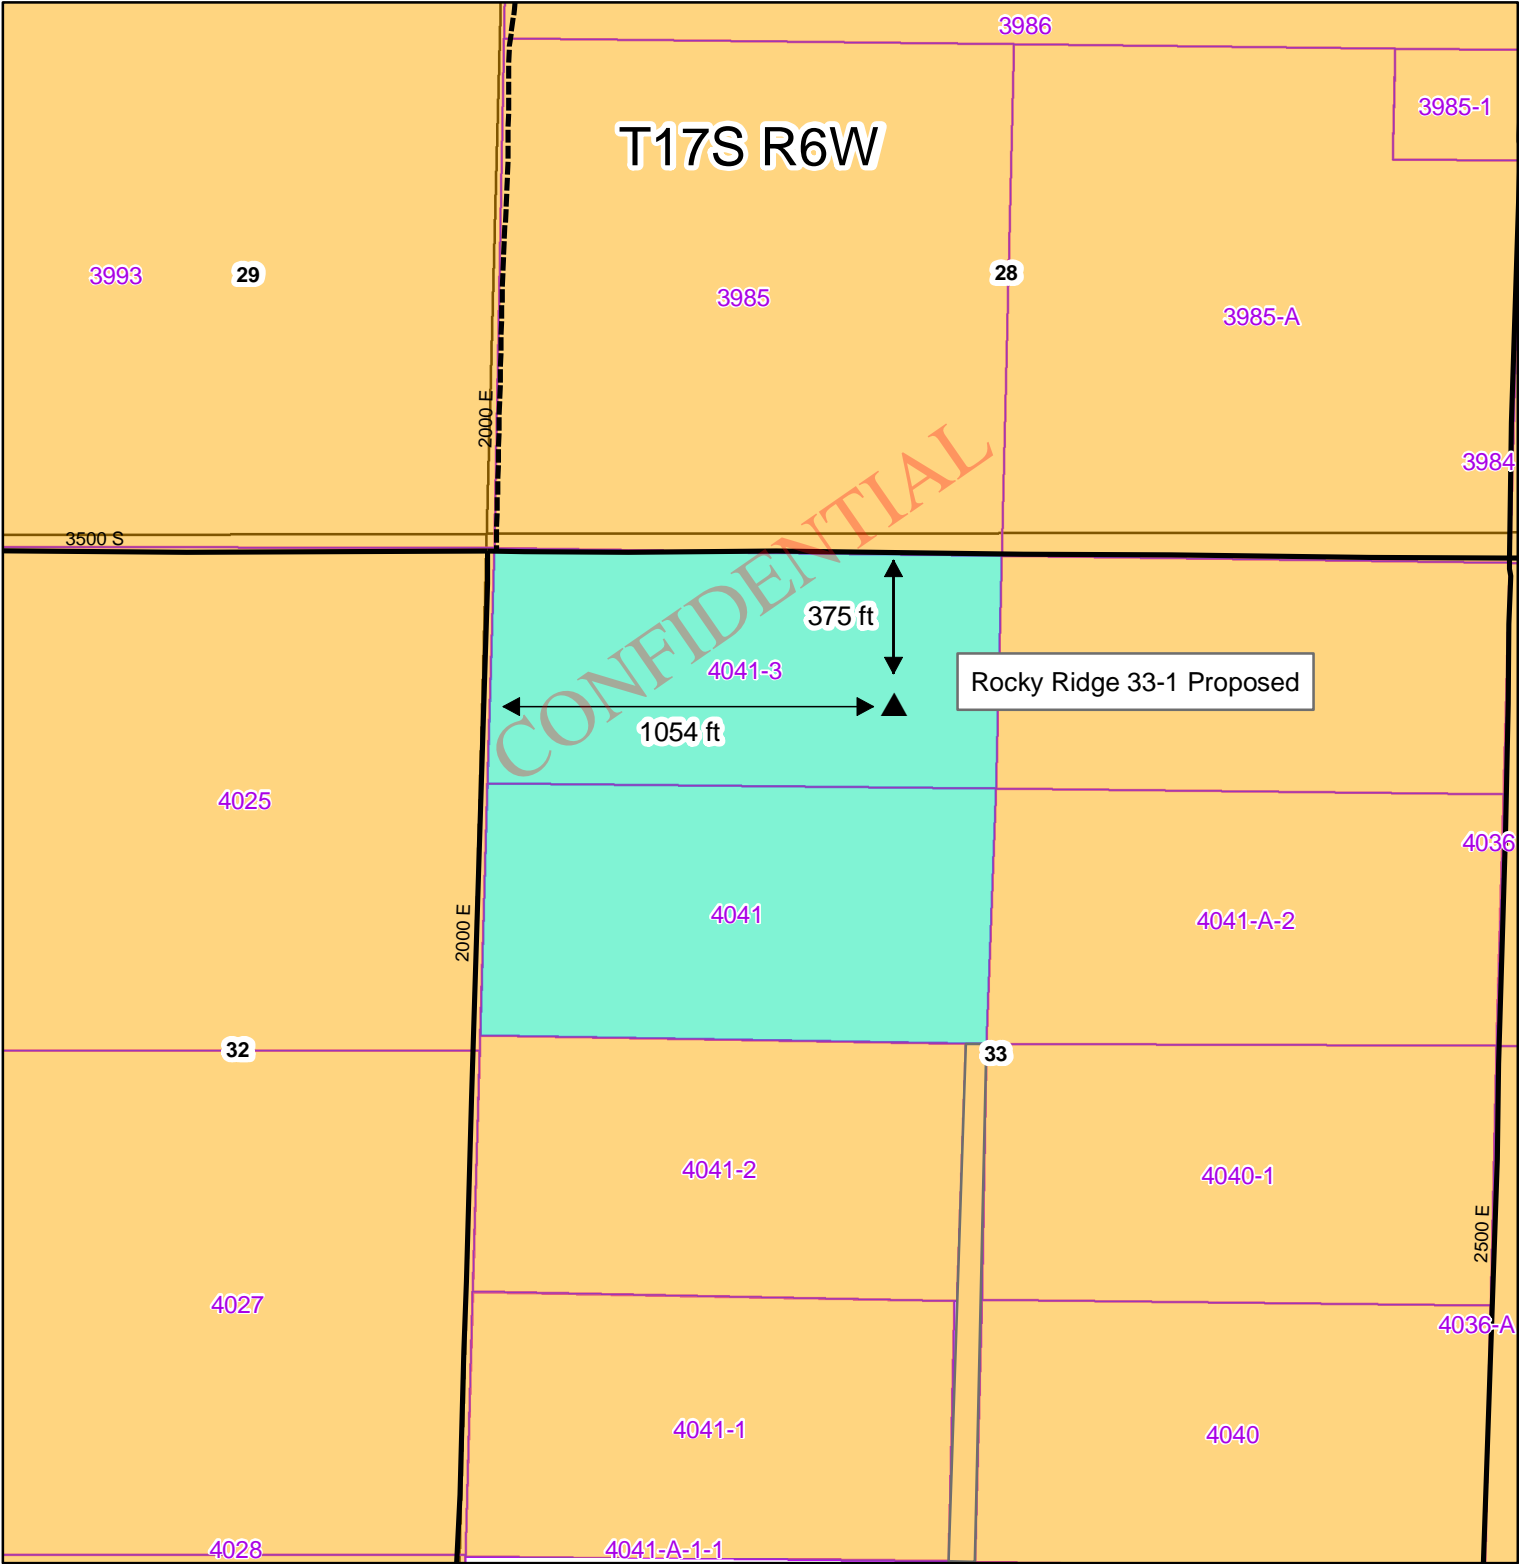 3986
3985-1
T17S R6W
3993
29
28
3985
3985-A
2000 E
3984
3500 S
CONFIDENTIAL
375 ft
4041-3
Rocky Ridge 33-1 Proposed
1054 ft
4025
4036
4041
4041-A-2
2000 E
32
33
4041-2
4040-1
2500 E
4027
4036-A
4041-1
4040
4028
4041-A-1-1